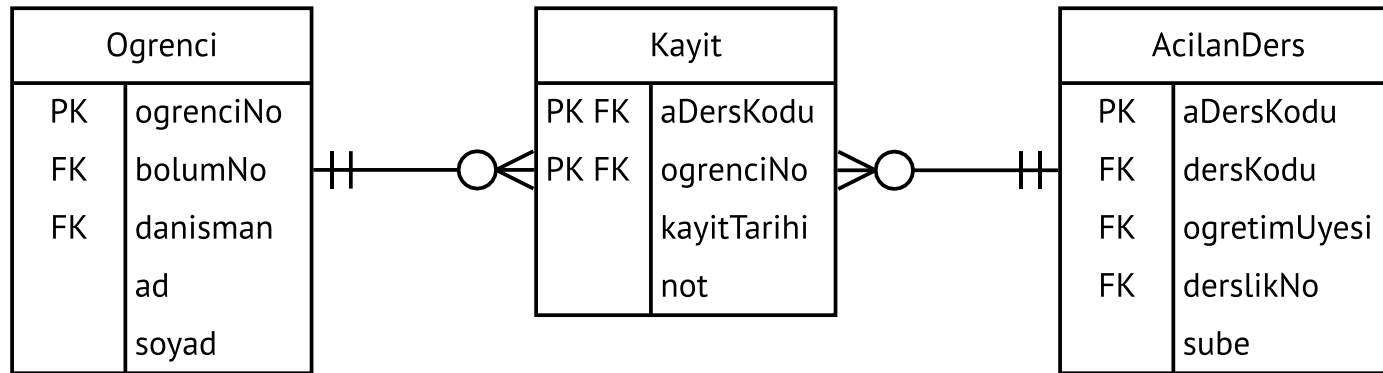 Ogrenci
PK ogrenciNo
FK bolumNo
FK danisman
ad
soyad
Kayit
PK FK aDersKodu
PK FK ogrenciNo
kayitTarihi
not
AcilanDers
PK aDersKodu
FK dersKodu
FK ogretimUyesi
FK derslikNo
sube